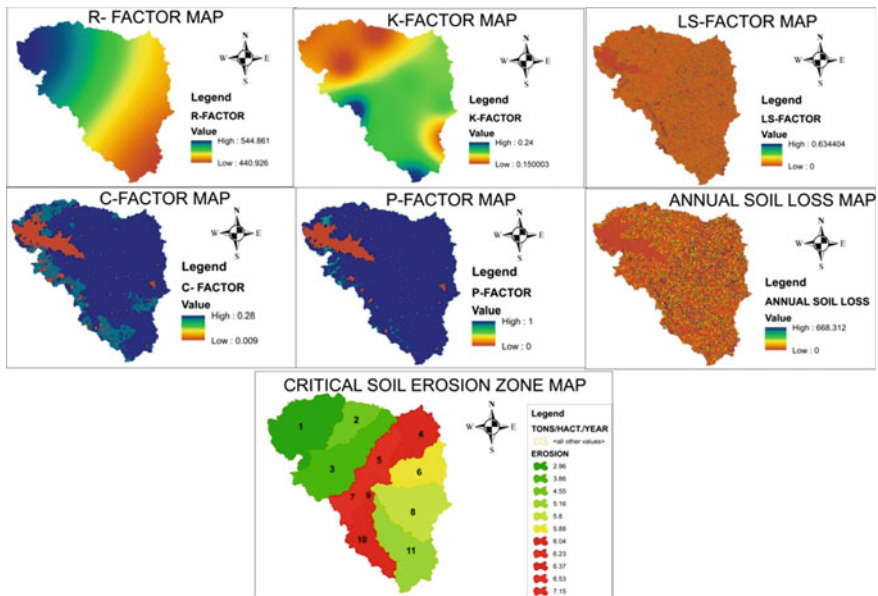 R- FACTOR MAP
N
W E
S
Legend
R-FACTOR
Value
High : 544.861
Low : 440.926
K-FACTOR MAP
N
W E
S
Legend
K-FACTOR
Value
High : 0.24
Low : 0.150003
LS-FACTOR MAP
N
W E
S
Legend
LS-FACTOR
Value
High : 0.634404
Low : 0
C-FACTOR MAP
N
W E
S
Legend
C- FACTOR
Value
High : 0.28
Low : 0.009
P-FACTOR MAP
N
W E
S
Legend
P-FACTOR
Value
High : 1
Low : 0
ANNUAL SOIL LOSS MAP
N
W E
S
Legend
ANNUAL SOIL LOSS
Value
High : 668.312
Low : 0
CRITICAL SOIL EROSION ZONE MAP
1
2
3
4
5
6
7
9
8
10
11
N
W E
S
Legend
TONS/HACT./YEAR
<all other values>
EROSION
2.96
3.86
4.55
5.16
5.8
5.88
6.04
6.23
6.37
6.53
7.15